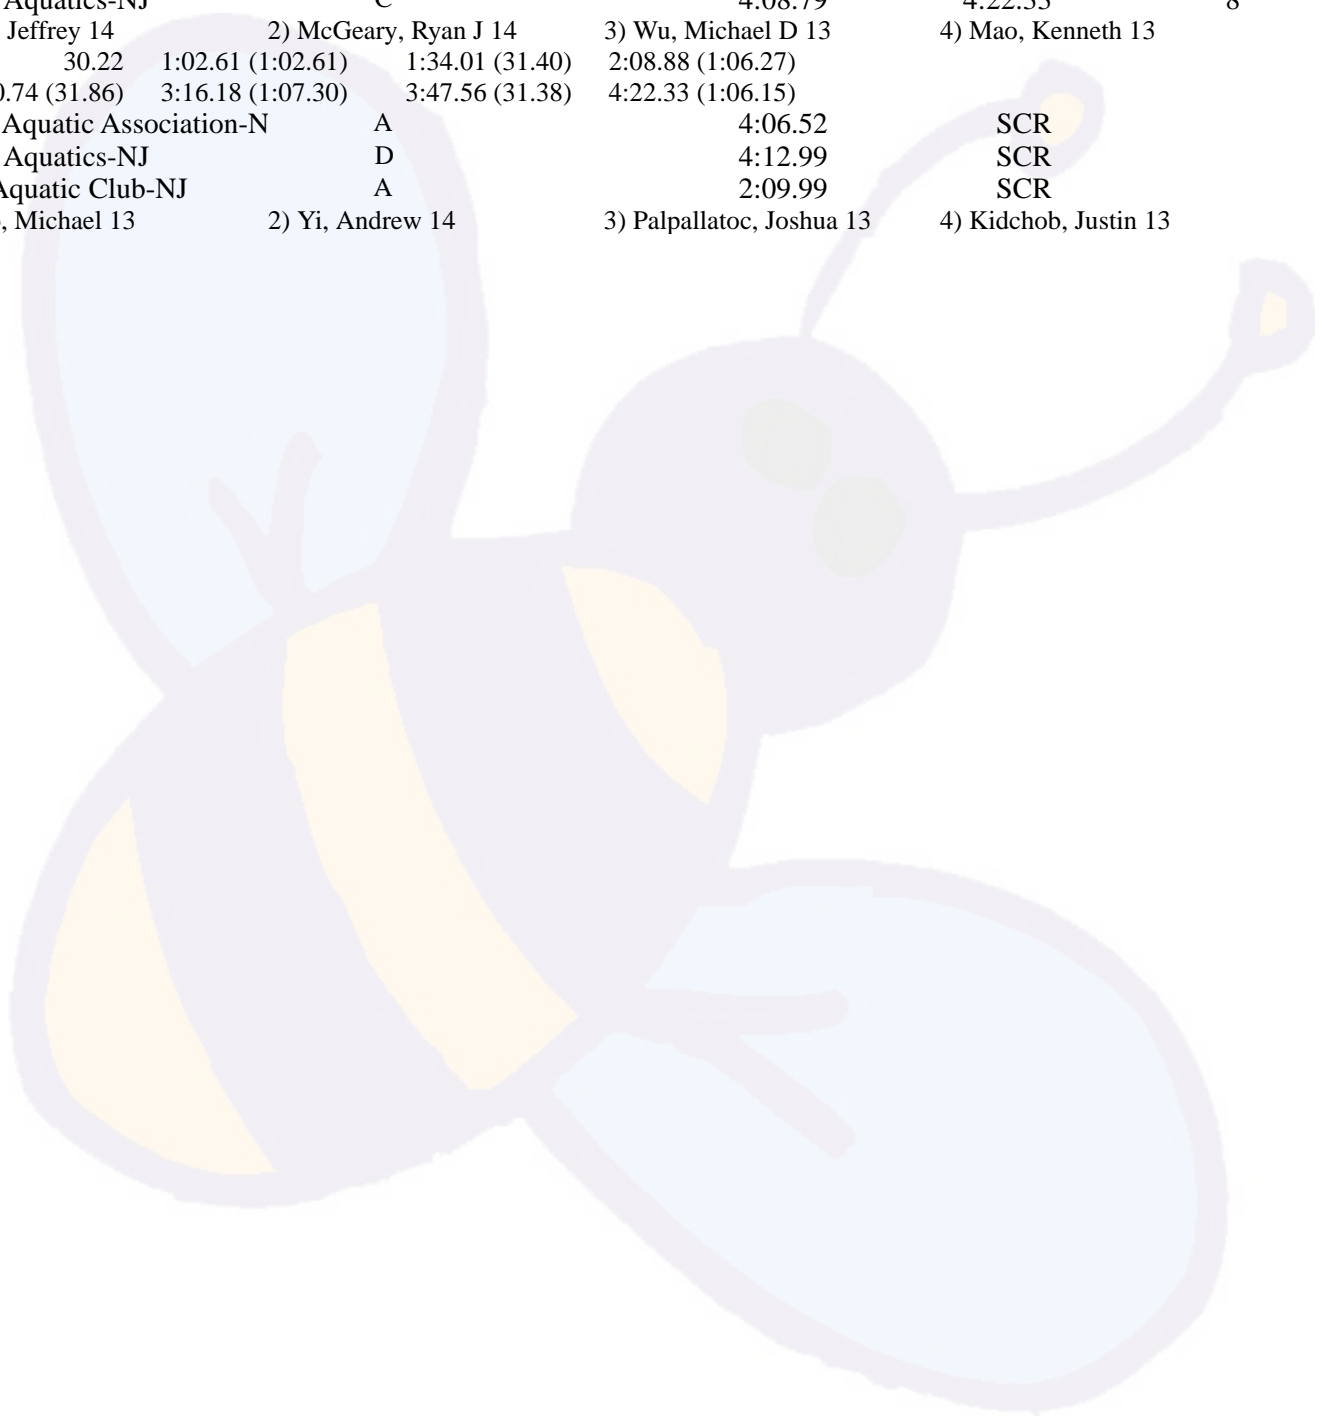 Aquatics-NJ C 4:08.79 4:22.33 8
Jeffrey 14 2) McGeary, Ryan J 14 3) Wu, Michael D 13 4) Mao, Kenneth 13
30.22 1:02.61 (1:02.61) 1:34.01 (31.40) 2:08.88 (1:06.27)
0.74 (31.86) 3:16.18 (1:07.30) 3:47.56 (31.38) 4:22.33 (1:06.15)
Aquatic Association-N A 4:06.52 SCR
Aquatics-NJ D 4:12.99 SCR
Aquatic Club-NJ A 2:09.99 SCR
, Michael 13 2) Yi, Andrew 14 3) Palpallatoc, Joshua 13 4) Kidchob, Justin 13